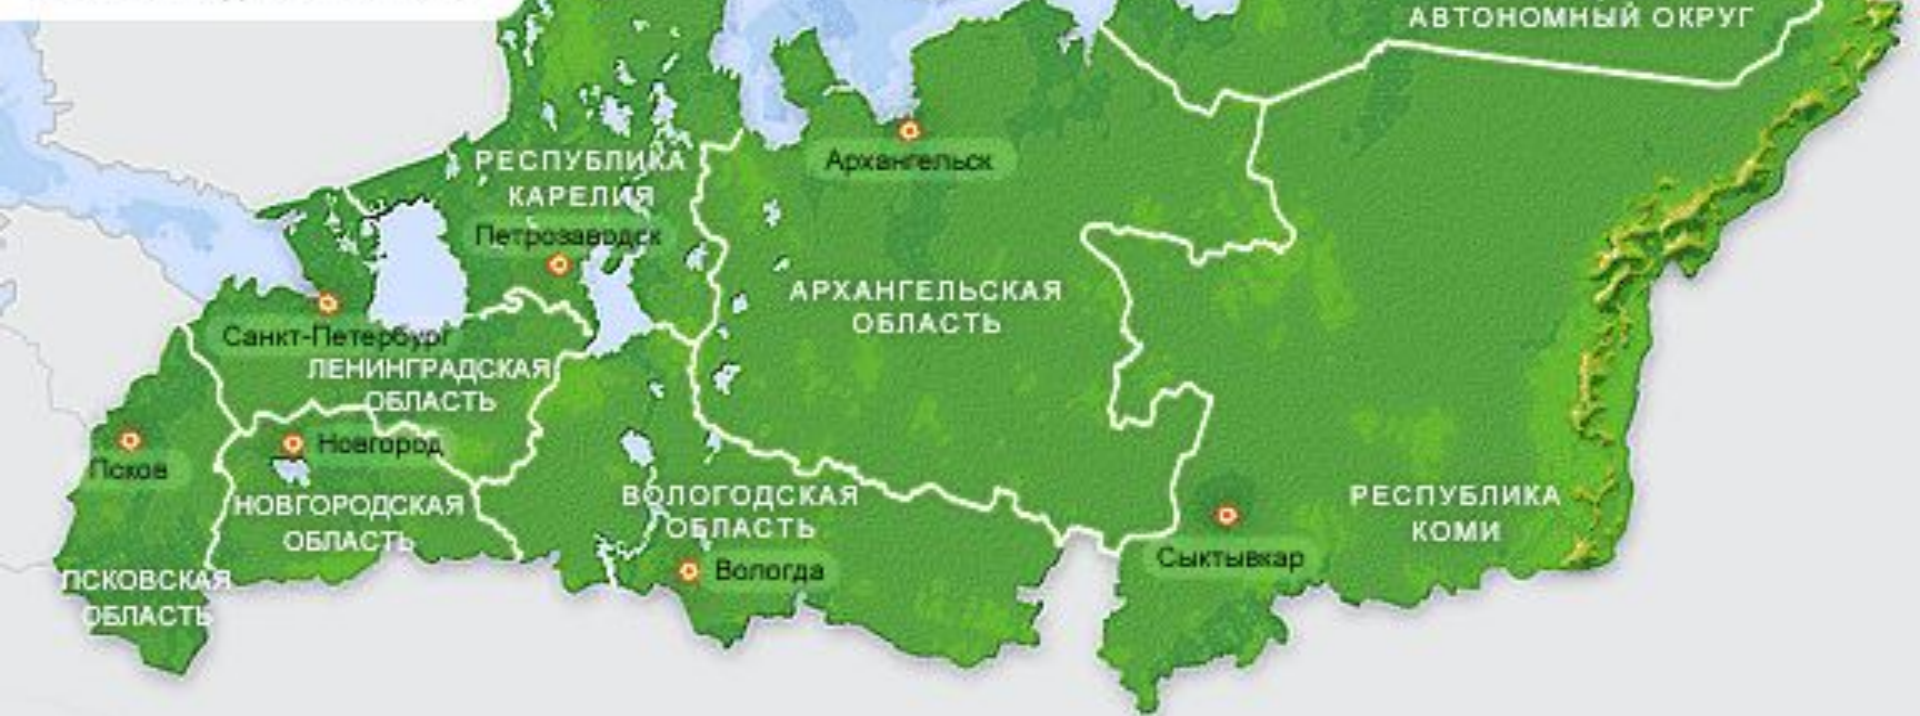 АВТОНОМНЫЙ ОКРУГ
РЕСПУБЛИКА
КАРЕЛИЯ
Архангельск
Петрозаводск
АРХАНГЕЛЬСКАЯ
ОБЛАСТЬ
Санкт-Петербург
ЛЕНИНГРАДСКАЯ
ОБЛАСТЬ
Новгород
Псков
НОВГОРОДСКАЯ
ОБЛАСТЬ
ВОЛОГОДСКАЯ
ОБЛАСТЬ
РЕСПУБЛИКА
КОМИ
Сыктывкар
Вологда
ПСКОВСКАЯ
ОБЛАСТЬ